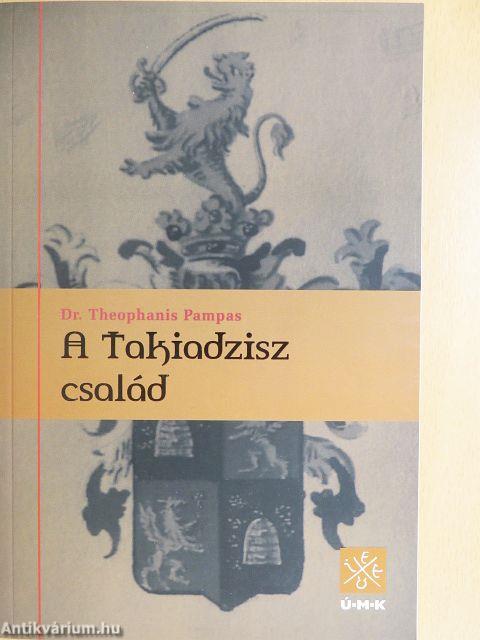 Dr. Theophanis Pampas
A Takiadzisz
család
Ú-M-K
Antikvárium.hu